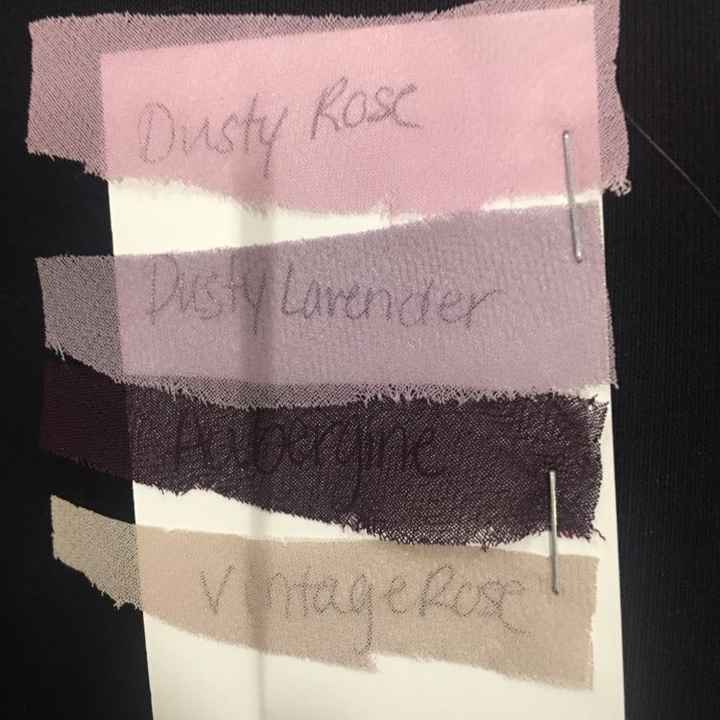 Dusty Rose
Dusty Lavender
Aubergine
Vintage Rose